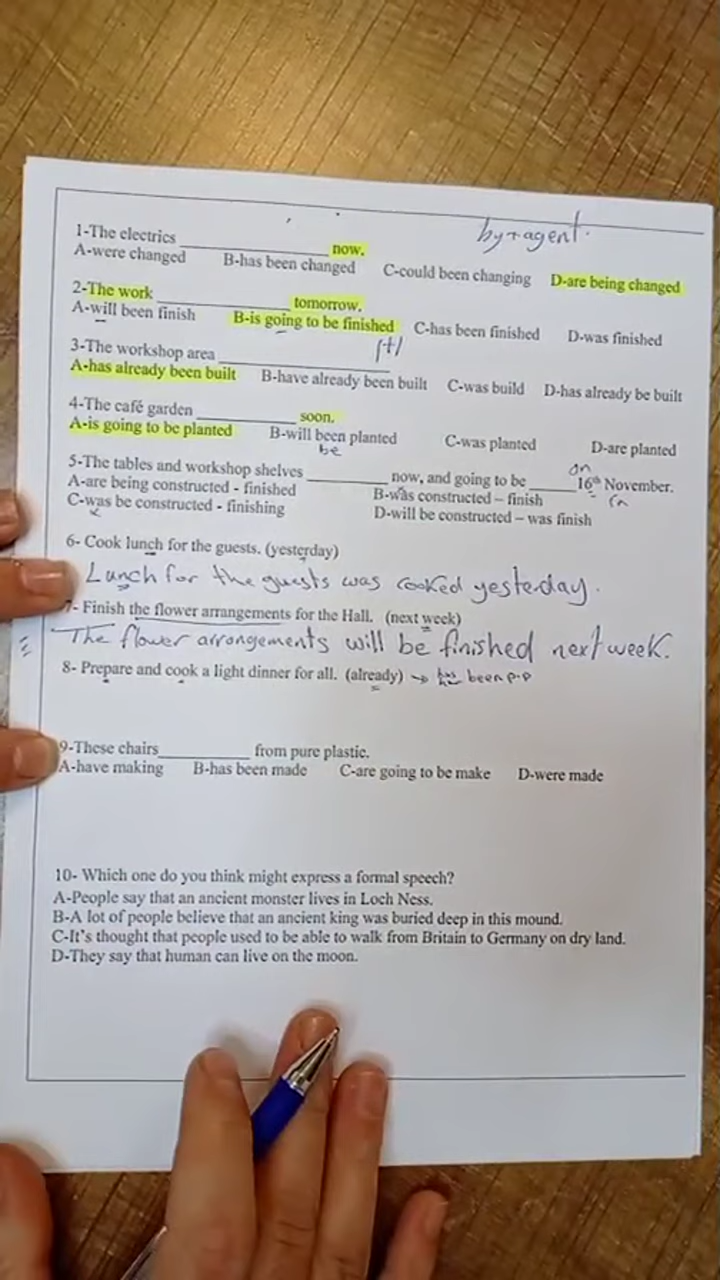 by+agent.
1-The electrics ____________ now.
A-were changed B-has been changed C-could been changing D-are being changed
2-The work ____________ tomorrow.
A-will been finish B-is going to be finished C-has been finished D-was finished
/t/
3-The workshop area ____________
A-has already been built B-have already been built C-was build D-has already be built
4-The café garden ____________ soon.
A-is going to be planted B-will been planted C-was planted D-are planted
be
on
5-The tables and workshop shelves ________ now, and going to be _____ 16th November.
A-are being constructed - finished B-was constructed – finish
C-was be constructed - finishing D-will be constructed – was finish
6- Cook lunch for the guests. (yesterday)
Lunch for the guests was cooked yesterday.
7- Finish the flower arrangements for the Hall. (next week)
The flower arrangements will be finished next week.
8- Prepare and cook a light dinner for all. (already) → been p.p
9-These chairs_________ from pure plastic.
A-have making B-has been made C-are going to be make D-were made
10- Which one do you think might express a formal speech?
A-People say that an ancient monster lives in Loch Ness.
B-A lot of people believe that an ancient king was buried deep in this mound.
C-It's thought that people used to be able to walk from Britain to Germany on dry land.
D-They say that human can live on the moon.